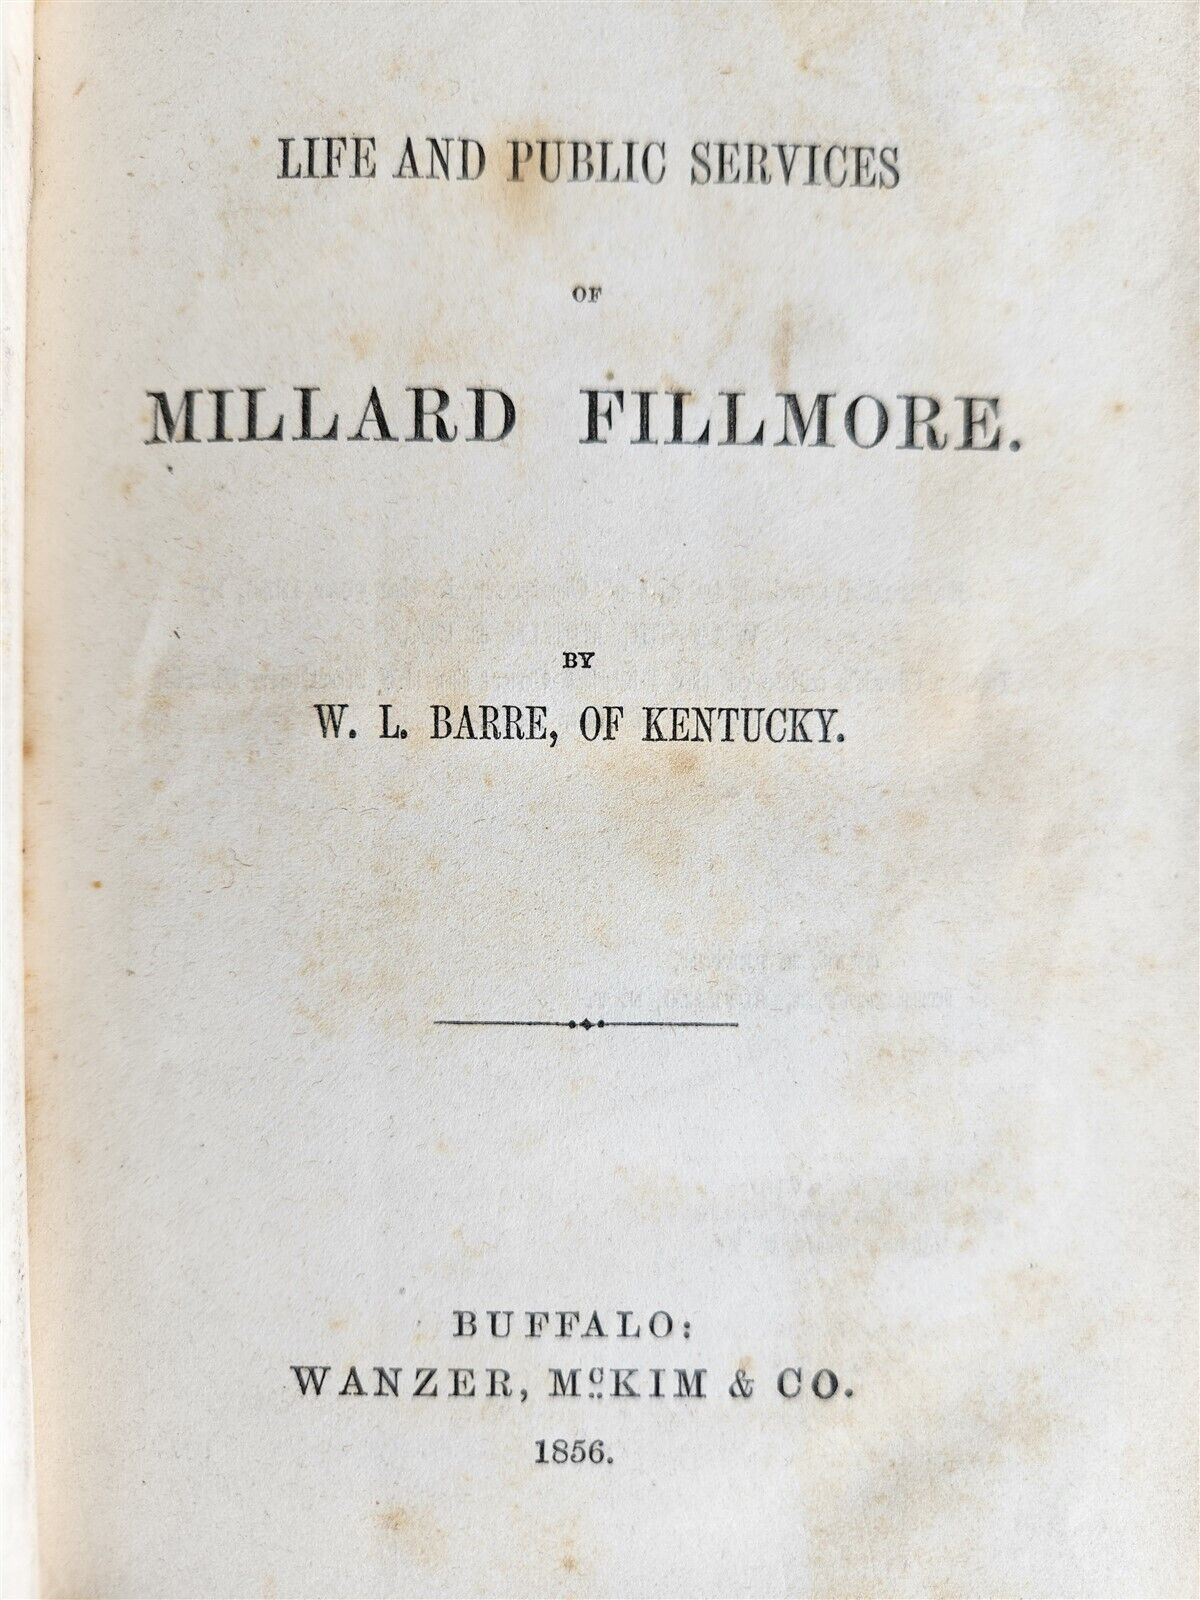 LIFE AND PUBLIC SERVICES
OF
MILLARD FILLMORE.
BY
W. L. BARRE, OF KENTUCKY.
BUFFALO:
WANZER, McKIM & CO.
1856.